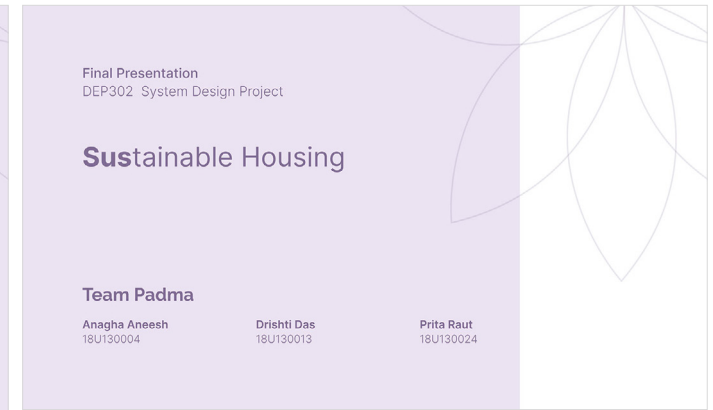 Final Presentation
DEP302 System Design Project
Sustainable Housing
Team Padma
Anagha Aneesh
18U130004
Drishti Das
18U130013
Prita Raut
18U130024